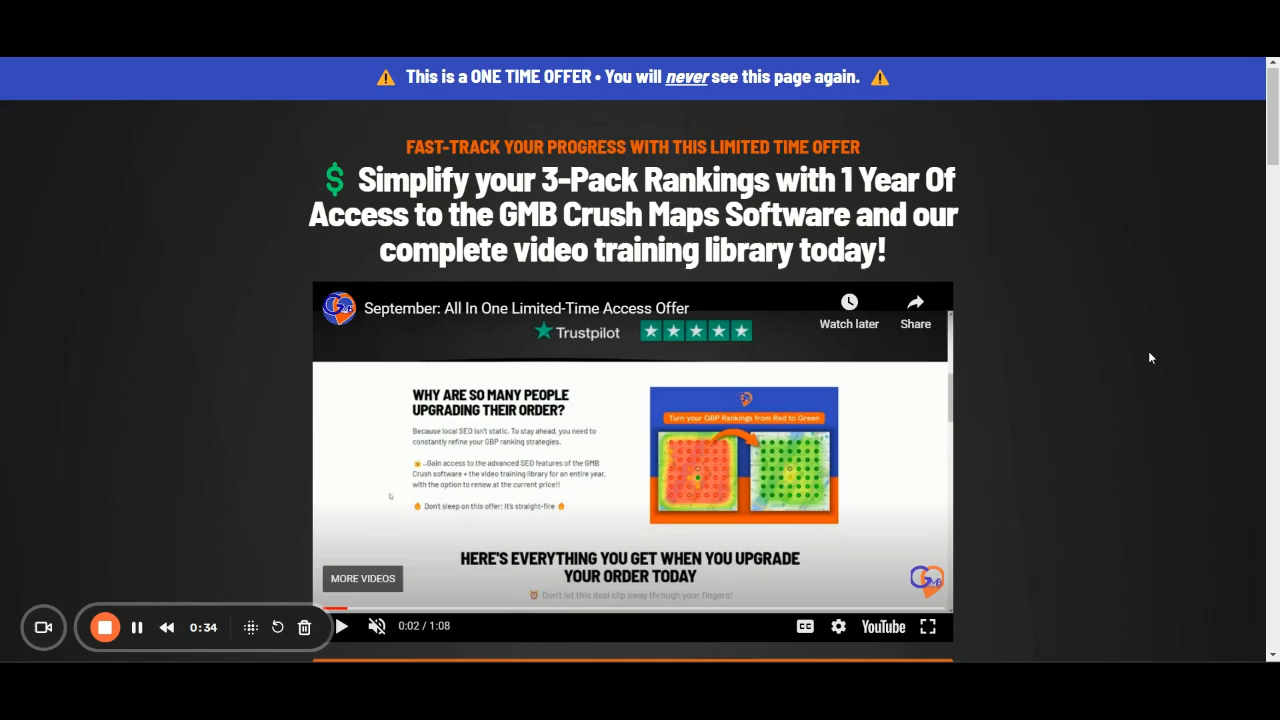 ⚠️ This is a ONE TIME OFFER • You will never see this page again. ⚠️
FAST-TRACK YOUR PROGRESS WITH THIS LIMITED TIME OFFER
💲 Simplify your 3-Pack Rankings with 1 Year Of
Access to the GMB Crush Maps Software and our
complete video training library today!
GMB
September: All In One Limited-Time Access Offer
Watch later
Share
Trustpilot
WHY ARE SO MANY PEOPLE
UPGRADING THEIR ORDER?
Because local SEO isn't static. To stay ahead, you need to
constantly refine your GBP ranking strategies.
🔒 ..Gain access to the advanced SEO features of the GMB
Crush software + the video training library for an entire year,
with the option to renew at the current price!!
🔥 Don't sleep on this offer; It's straight-fire 🔥
Turn your GBP Rankings from Red to Green
HERE'S EVERYTHING YOU GET WHEN YOU UPGRADE
YOUR ORDER TODAY
⏰ Don't let this deal slip away through your fingers!
MORE VIDEOS
GMB
0:34
0:02 / 1:08
CC
YouTube